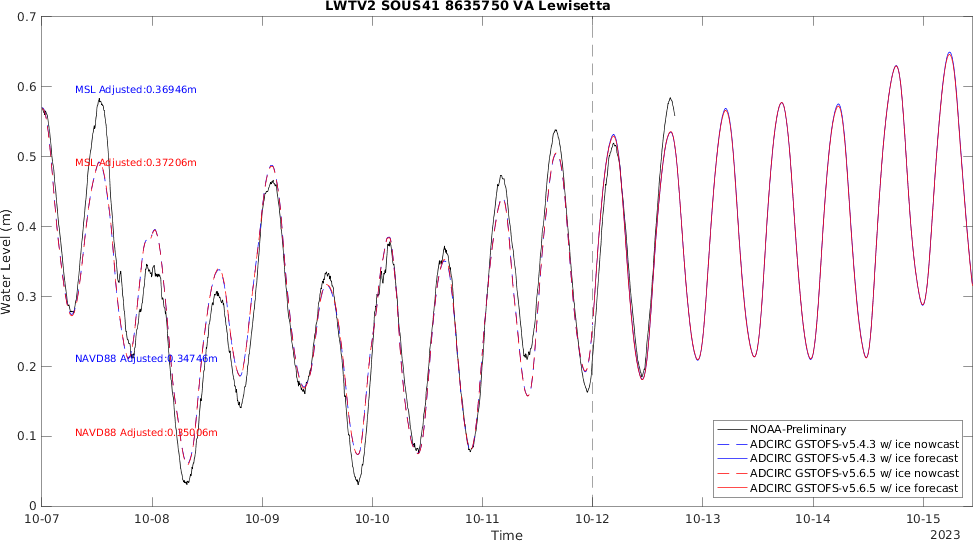 LWTV2 SOUS41 8635750 VA Lewisetta
0.7
0.6
0.5
0.4
0.3
0.2
0.1
0
Water Level (m)
MSL Adjusted:0.36946m
MSL Adjusted:0.37206m
NAVD88 Adjusted:0.34746m
NAVD88 Adjusted:0.35006m
NOAA-Preliminary
ADCIRC GSTOFS-v5.4.3 w/ ice nowcast
ADCIRC GSTOFS-v5.4.3 w/ ice forecast
ADCIRC GSTOFS-v5.6.5 w/ ice nowcast
ADCIRC GSTOFS-v5.6.5 w/ ice forecast
10-07 10-08 10-09 10-10 10-11 10-12 10-13 10-14 10-15
Time
2023